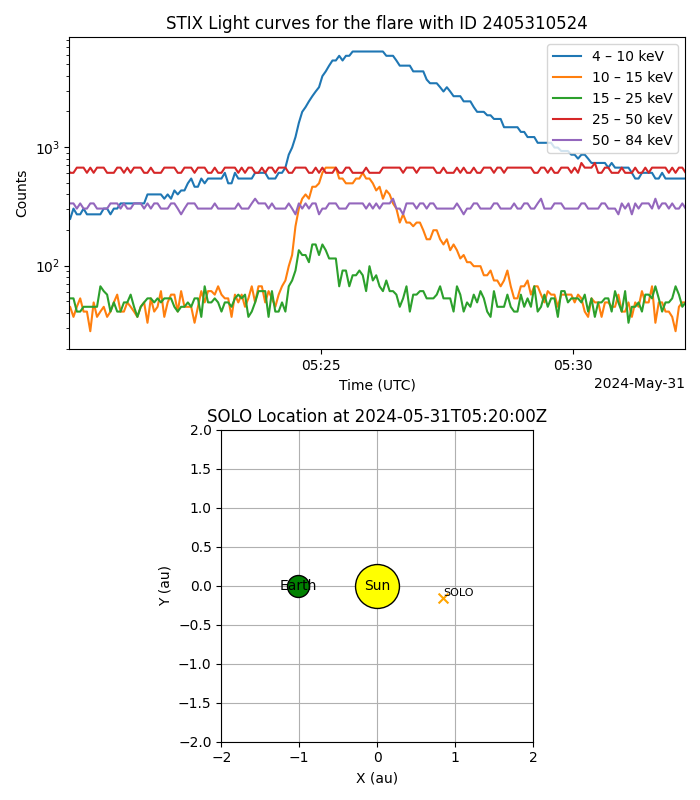 STIX Light curves for the flare with ID 2405310524
4 – 10 keV
10 – 15 keV
15 – 25 keV
25 – 50 keV
50 – 84 keV
10³
10²
Counts
05:25
05:30
Time (UTC)
2024-May-31
SOLO Location at 2024-05-31T05:20:00Z
2.0
1.5
1.0
0.5
0.0
−0.5
−1.0
−1.5
−2.0
Y (au)
Earth
Sun
SOLO
−2
−1
0
1
2
X (au)